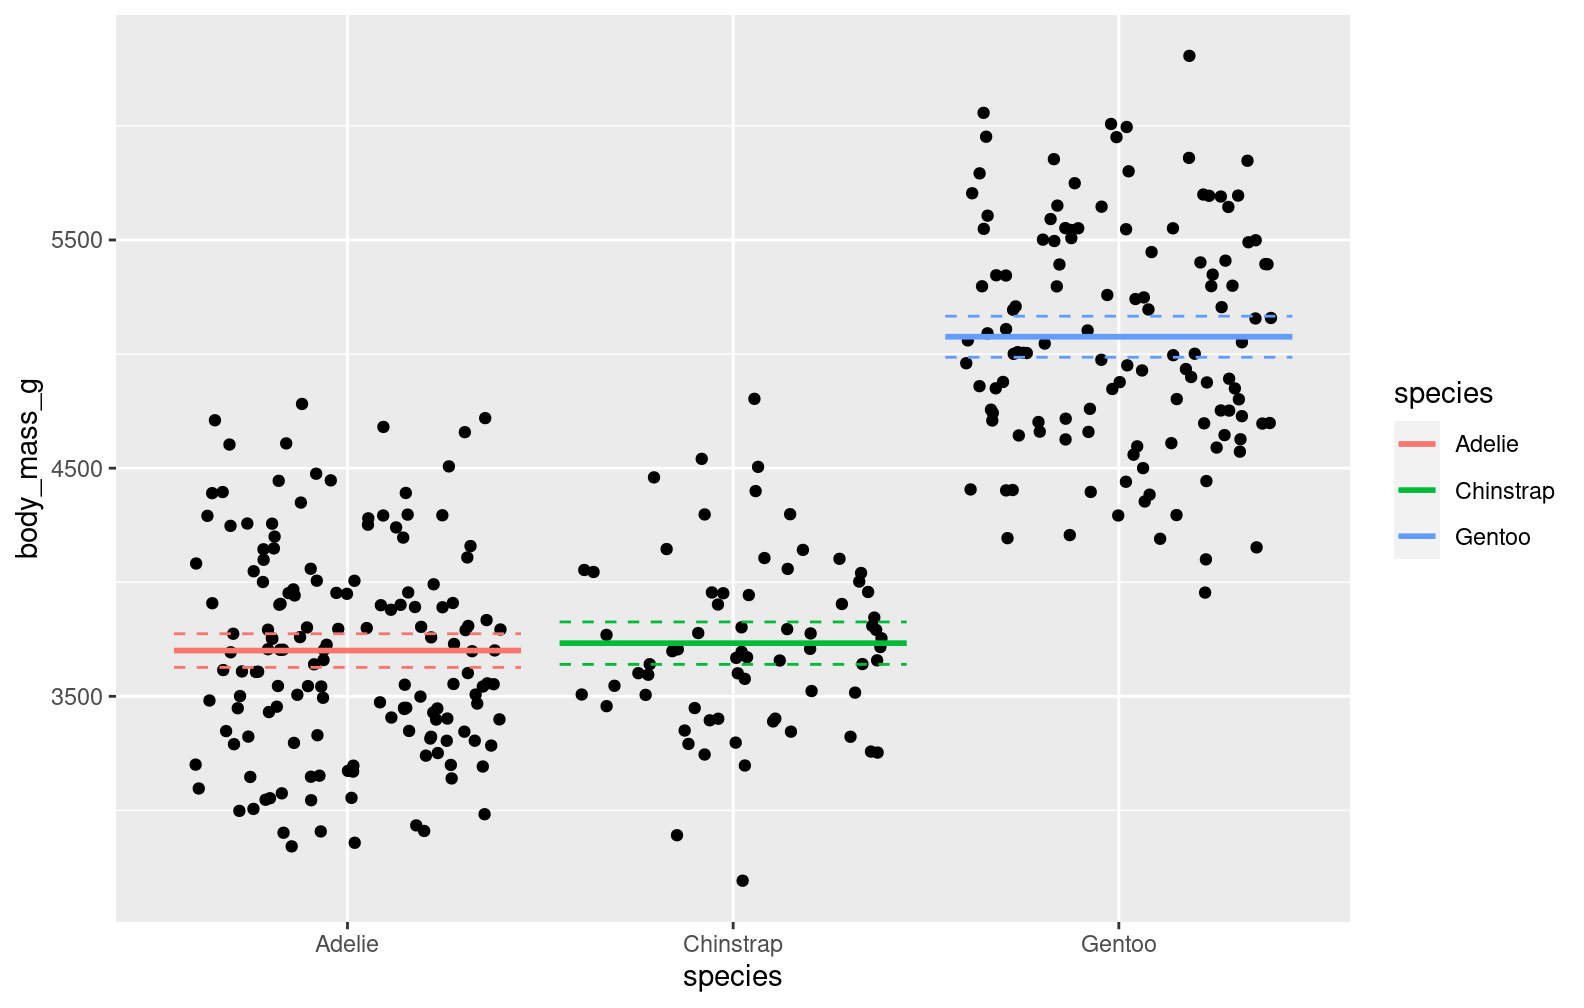 body_mass_g
5500
4500
3500
Adelie
Chinstrap
Gentoo
species
species
Adelie
Chinstrap
Gentoo